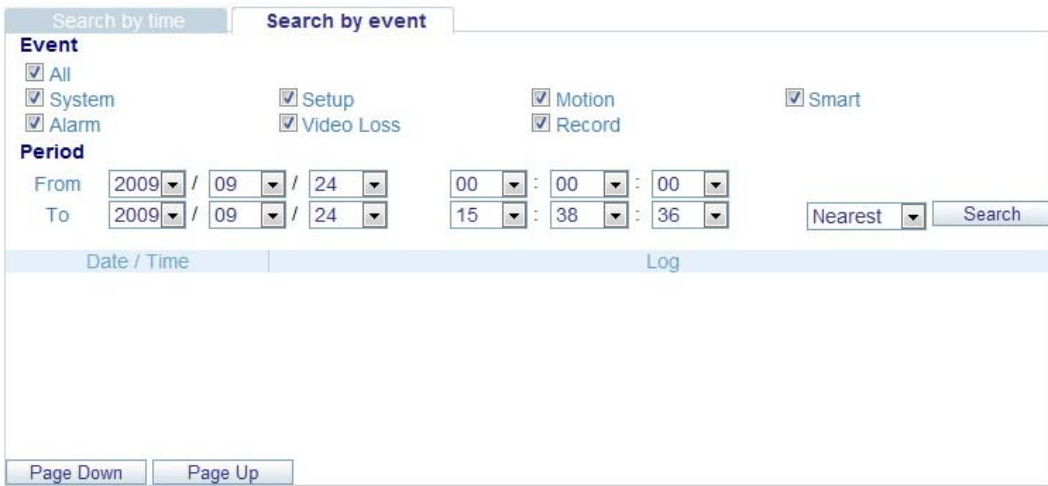 Search by time Search by event
Event
All
System Setup Motion Smart
Alarm Video Loss Record
Period
From 2009 / 09 / 24 00 : 00 : 00
To 2009 / 09 / 24 15 : 38 : 36 Nearest Search
Date / Time Log
Page Down Page Up